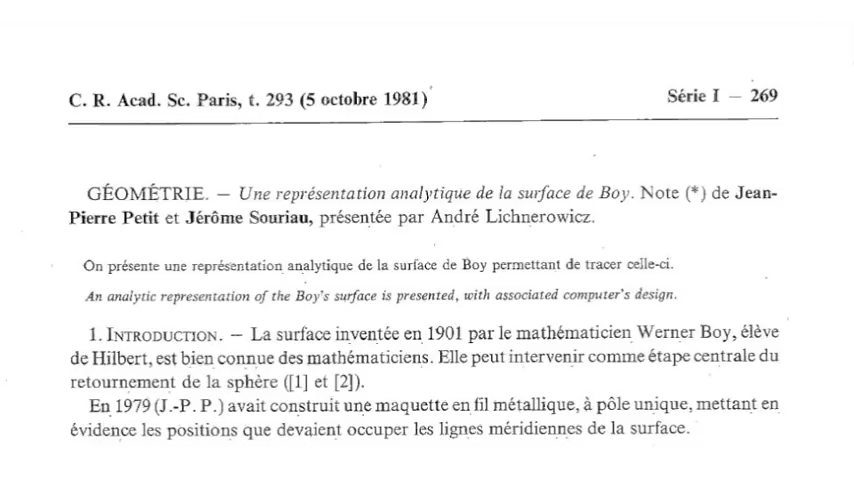 C. R. Acad. Sc. Paris, t. 293 (5 octobre 1981)
Série I — 269
GÉOMÉTRIE. — Une représentation analytique de la surface de Boy. Note (*) de Jean-
Pierre Petit et Jérôme Souriau, présentée par André Lichnerowicz.
On présente une représentation analytique de la surface de Boy permettant de tracer celle-ci.
An analytic representation of the Boy's surface is presented, with associated computer's design.
1. INTRODUCTION. — La surface inventée en 1901 par le mathématicien Werner Boy, élève
de Hilbert, est bien connue des mathématiciens. Elle peut intervenir comme étape centrale du
retournement de la sphère ([1] et [2]).
En 1979 (J.-P. P.) avait construit une maquette en fil métallique, à pôle unique, mettant en
évidence les positions que devaient occuper les lignes méridiennes de la surface.